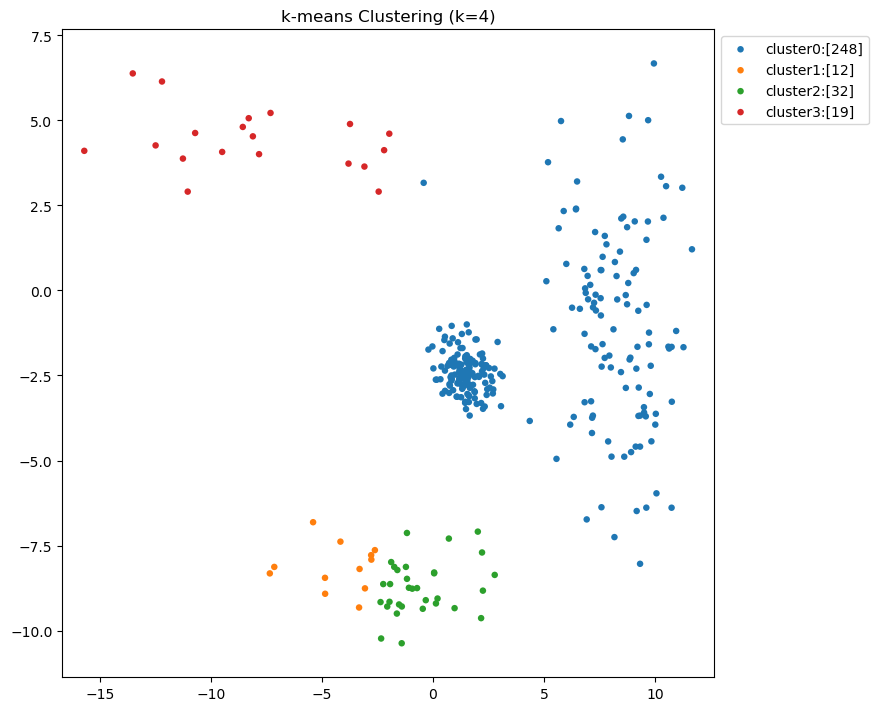 k-means Clustering (k=4)
7.5
5.0
2.5
0.0
−2.5
−5.0
−7.5
−10.0
−15
−10
−5
0
5
10
cluster0:[248]
cluster1:[12]
cluster2:[32]
cluster3:[19]